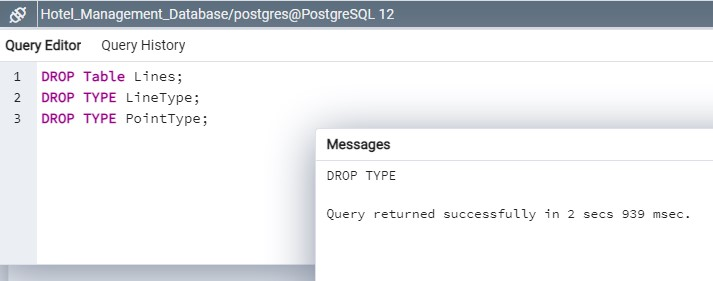 Hotel_Management_Database/postgres@PostgreSQL 12
Query Editor Query History
1 DROP Table Lines;
2 DROP TYPE LineType;
3 DROP TYPE PointType;
Messages
DROP TYPE
Query returned successfully in 2 secs 939 msec.